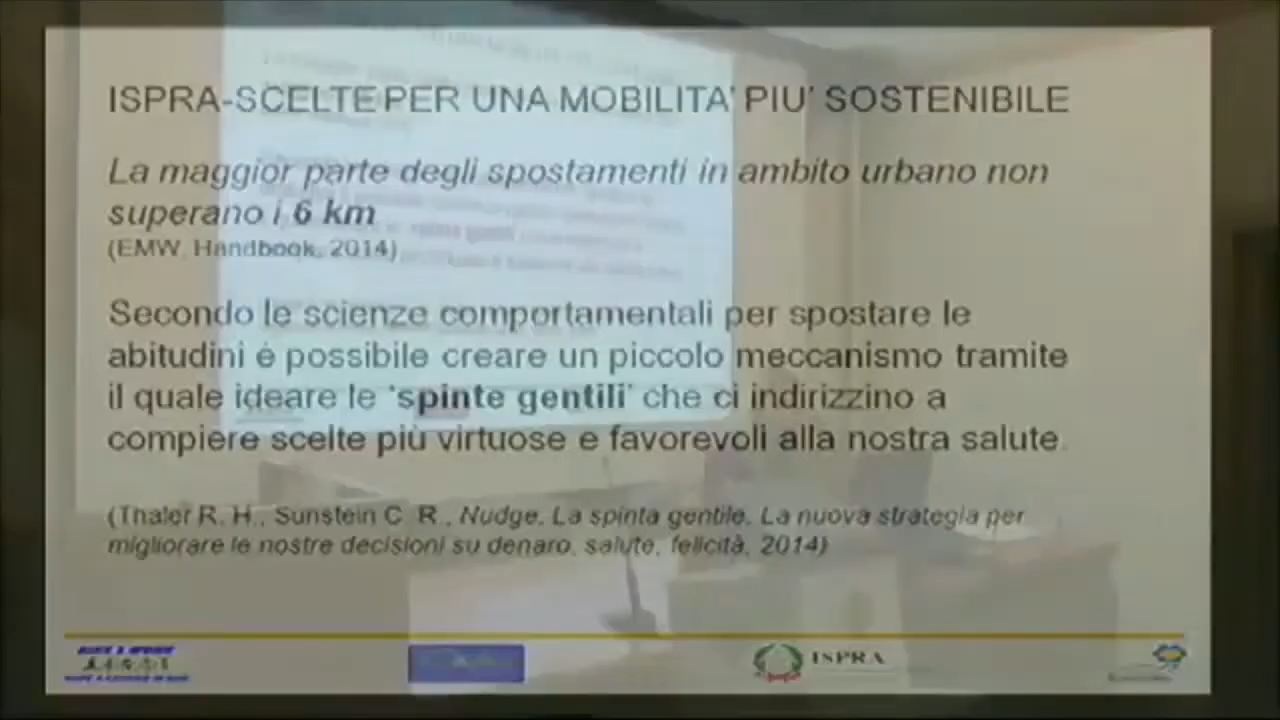 ISPRA-SCELTE PER UNA MOBILITA' PIU' SOSTENIBILE
La maggior parte degli spostamenti in ambito urbano non
superano i 6 km
(EMW, Handbook, 2014)
Secondo le scienze comportamentali per spostare le
abitudini è possibile creare un piccolo meccanismo tramite
il quale ideare le 'spinte gentili' che ci indirizzino a
compiere scelte più virtuose e favorevoli alla nostra salute.
(Thaler R. H., Sunstein C. R., Nudge. La spinta gentile. La nuova strategia per
migliorare le nostre decisioni su denaro, salute, felicità, 2014)
ISPRA